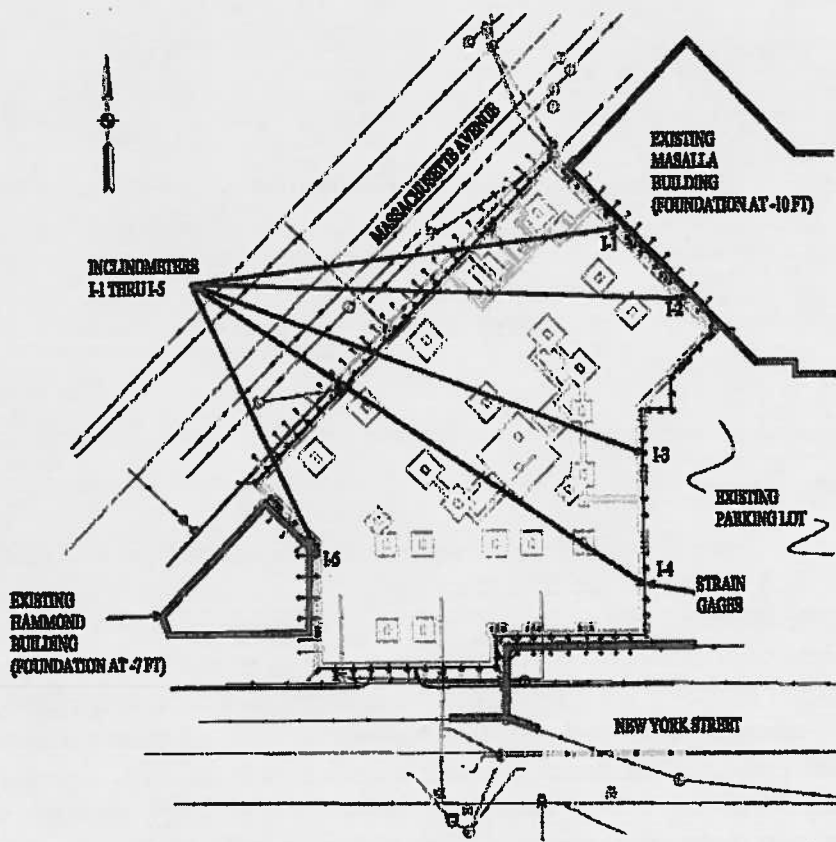 MASSACHUSETTS AVENUE
EXISTING
MASALLA
BUILDING
(FOUNDATION AT -10 FT)
INCLINOMETERS
I-1 THRU I-5
I-1
I-2
I-3
EXISTING
PARKING LOT
I-4
STRAIN
GAGES
I-5
EXISTING
HAMMOND
BUILDING
(FOUNDATION AT -7 FT)
NEW YORK STREET